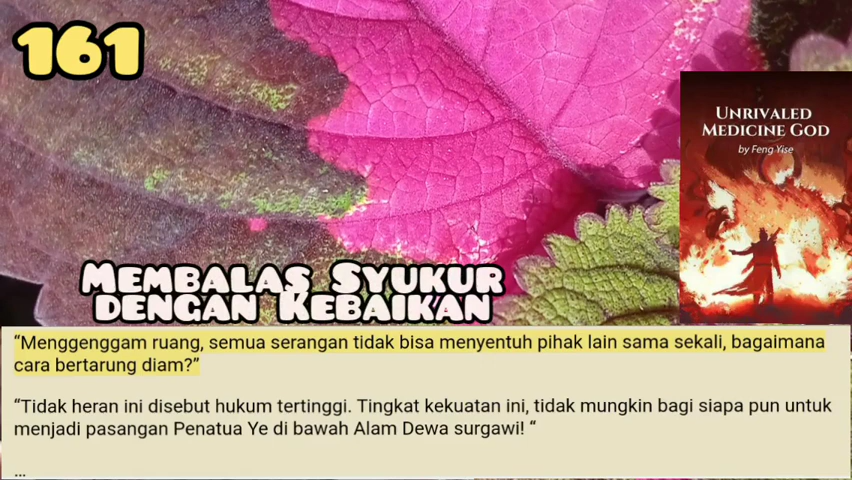 161
UNRIVALED
MEDICINE GOD
by Feng Yise
MEMBALAS SYUKUR
DENGAN KEBAIKAN
“Menggenggam ruang, semua serangan tidak bisa menyentuh pihak lain sama sekali, bagaimana
cara bertarung diam?”
“Tidak heran ini disebut hukum tertinggi. Tingkat kekuatan ini, tidak mungkin bagi siapa pun untuk
menjadi pasangan Penatua Ye di bawah Alam Dewa surgawi! “
...